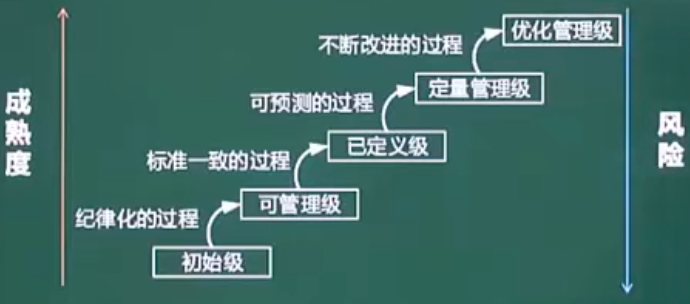 优化管理级
不断改进的过程
定量管理级
可预测的过程
已定义级
标准一致的过程
可管理级
纪律化的过程
初始级
成熟度
风险